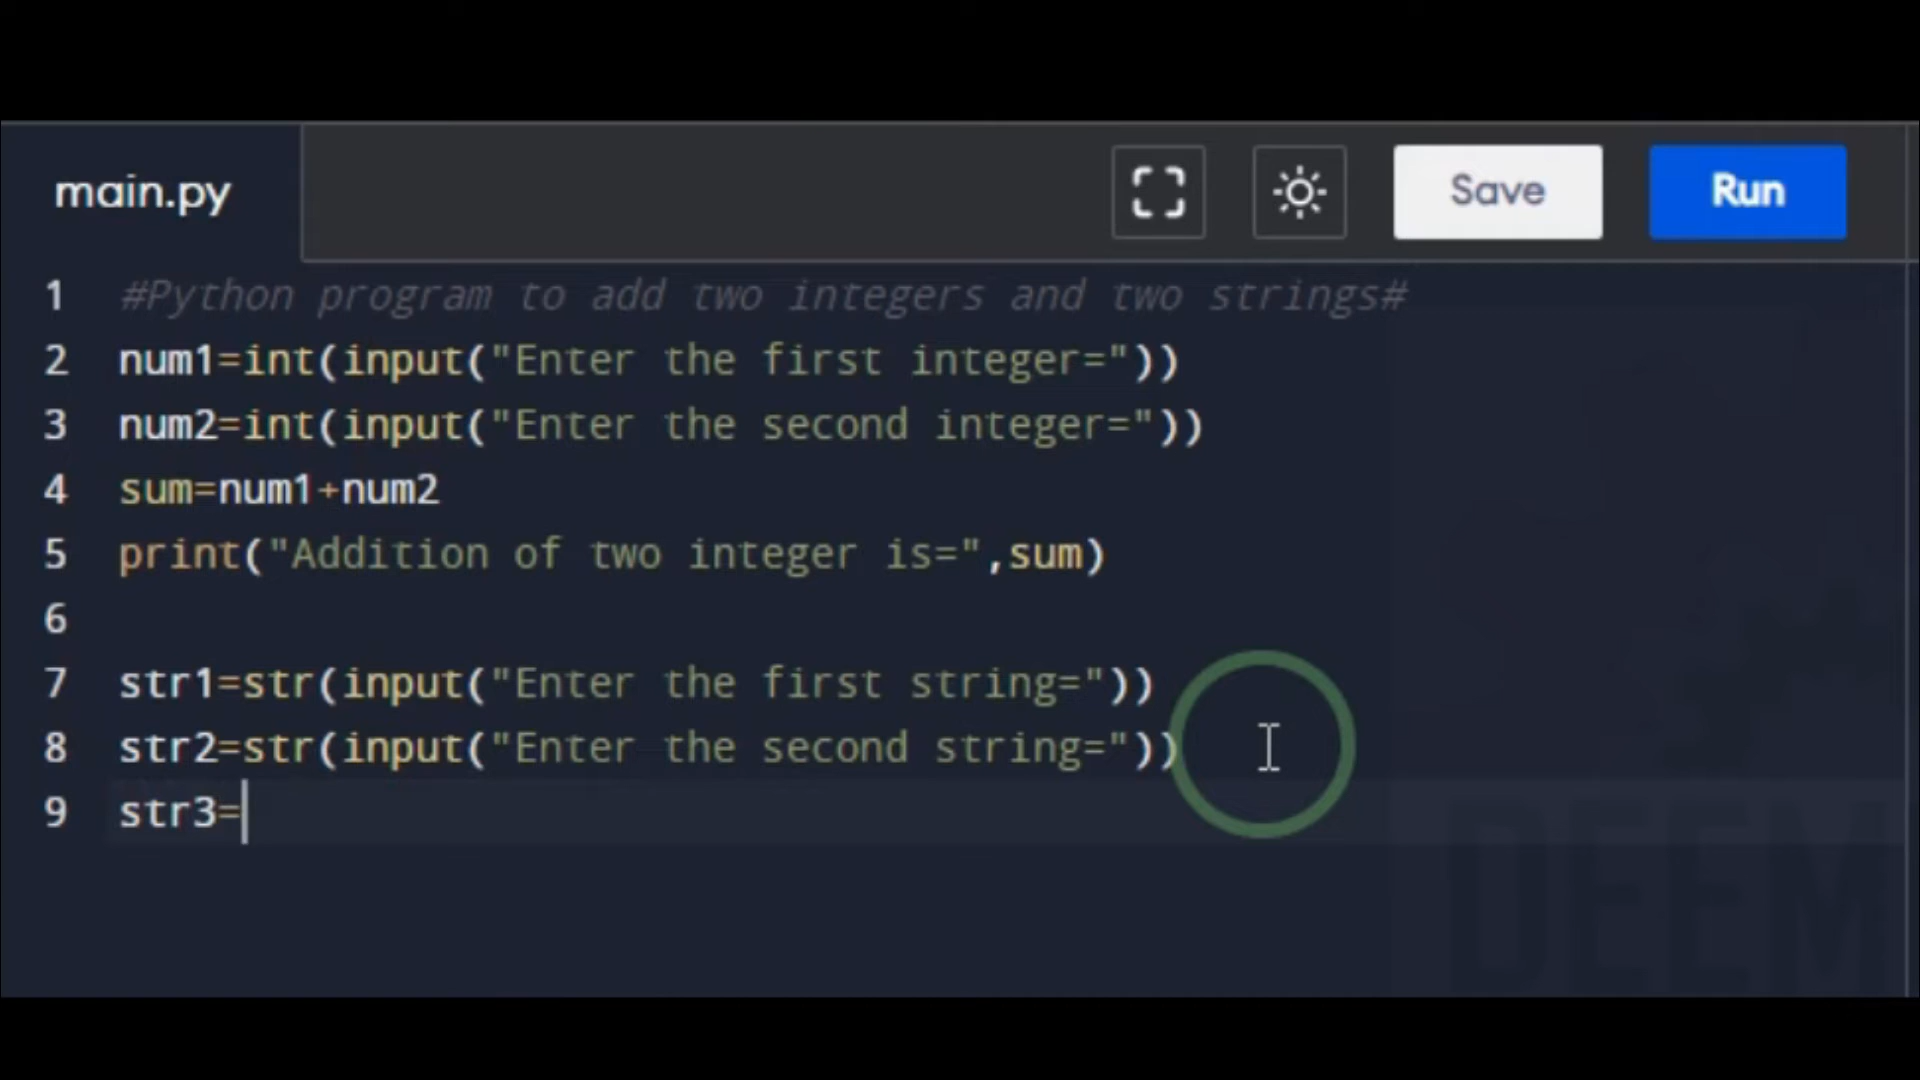 main.py
Save
Run
1 #Python program to add two integers and two strings#
2 num1=int(input("Enter the first integer="))
3 num2=int(input("Enter the second integer="))
4 sum=num1+num2
5 print("Addition of two integer is=",sum)
6
7 str1=str(input("Enter the first string="))
8 str2=str(input("Enter the second string="))
9 str3=
DEEM